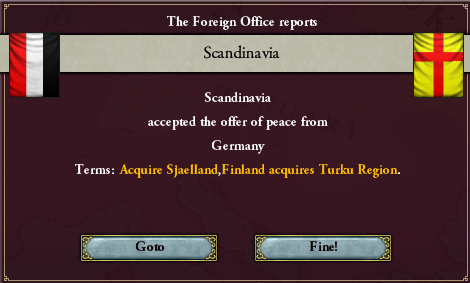 The Foreign Office reports
Scandinavia
Scandinavia
accepted the offer of peace from
Germany
Terms: Acquire Sjaelland,Finland acquires Turku Region.
Goto
Fine!